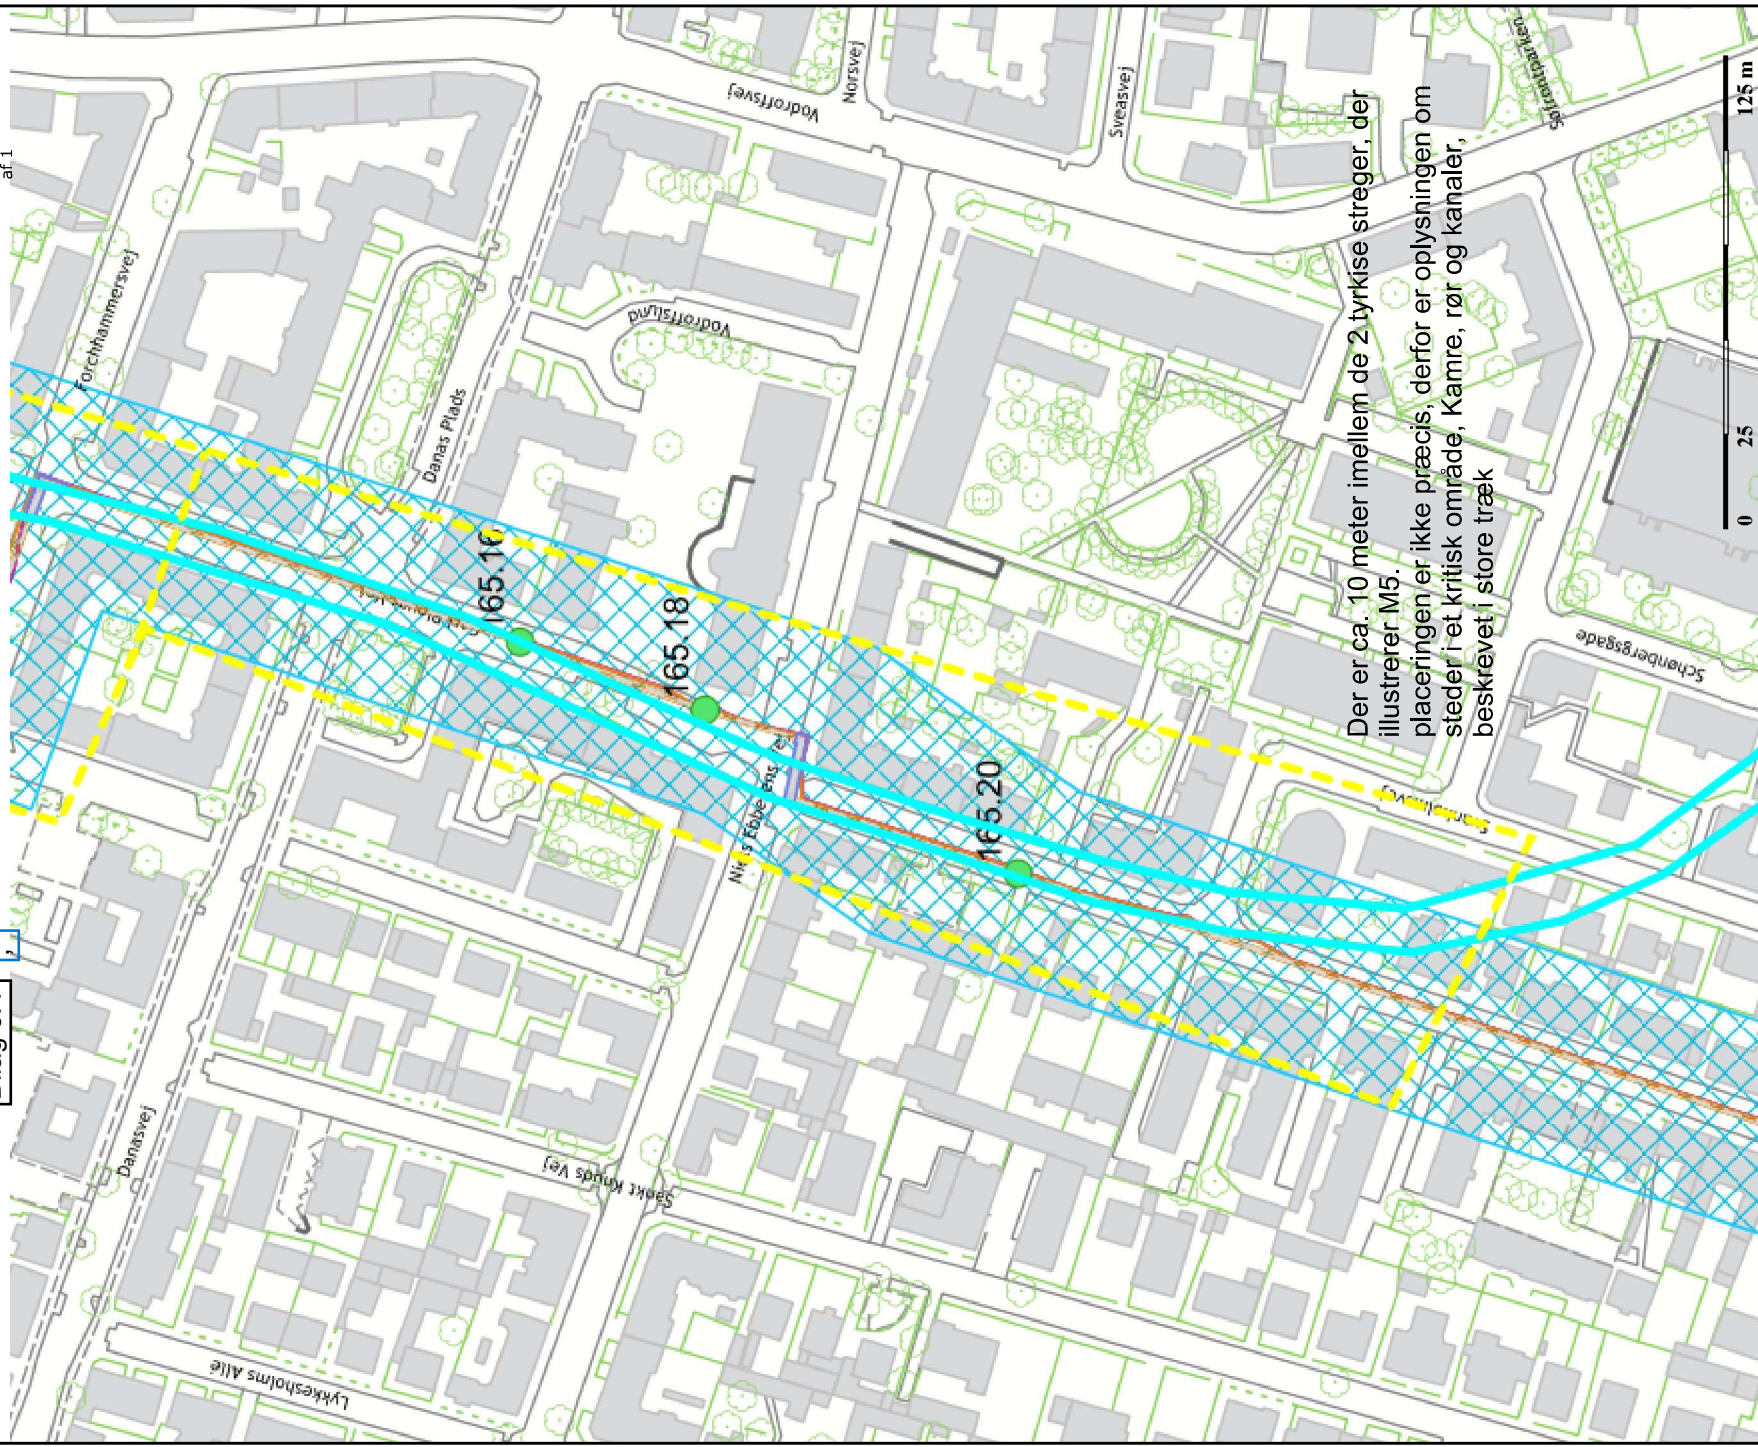 af 1
Vodroffsvej
Norsvej
Sveasvej
Forchhammersvej
Vodroffslund
Danas Plads
165.18
165.20
Der er ca. 10 meter imellem de 2 tyrkise streger, der
illustrerer M5.
placeringen er ikke præcis, derfor er oplysningen om
steder i et kritisk område, Kamre, rør og kanaler,
beskrevet i store træk
0 25 125 m
Schønbergsgade
Danasvej
Sankt Knuds Vej
Lykkesholms Allé